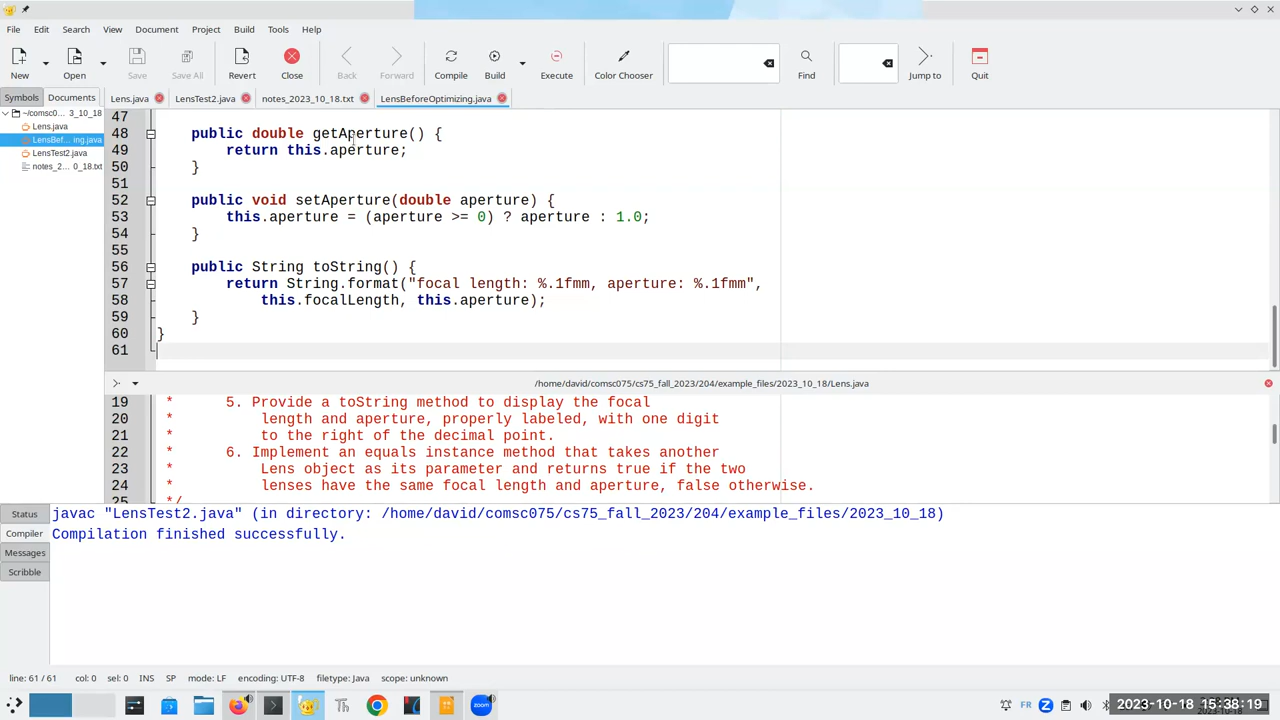 File Edit Search View Document Project Build Tools Help
New Open Save Save All Revert Close Back Forward Compile Build Execute Color Chooser Find Jump to Quit
Symbols Documents Lens.java LensTest2.java notes_2023_10_18.txt LensBeforeOptimizing.java
~/comsc0... 3_10_18
Lens.java
LensBef... ing.java
LensTest2.java
notes_2... 0_18.txt
47
48 public double getAperture() {
49 return this.aperture;
50 }
51
52 public void setAperture(double aperture) {
53 this.aperture = (aperture >= 0) ? aperture : 1.0;
54 }
55
56 public String toString() {
57 return String.format("focal length: %.1fmm, aperture: %.1fmm",
58 this.focalLength, this.aperture);
59 }
60 }
61
/home/david/comsc075/cs75_fall_2023/204/example_files/2023_10_18/Lens.java
19 * 5. Provide a toString method to display the focal
20 * length and aperture, properly labeled, with one digit
21 * to the right of the decimal point.
22 * 6. Implement an equals instance method that takes another
23 * Lens object as its parameter and returns true if the two
24 * lenses have the same focal length and aperture, false otherwise.
25 */
Status
Compiler
Messages
Scribble
javac "LensTest2.java" (in directory: /home/david/comsc075/cs75_fall_2023/204/example_files/2023_10_18)
Compilation finished successfully.
line: 61 / 61 col: 0 sel: 0 INS SP mode: LF encoding: UTF-8 filetype: Java scope: unknown
zoom FR 2023-10-18 15:38:19